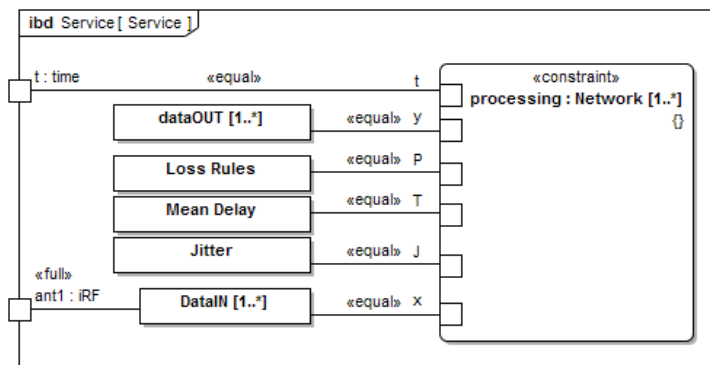 ibd Service [ Service ]
t : time «equal» t
«constraint»
processing : Network [1..*]
{}
dataOUT [1..*] «equal» y
Loss Rules «equal» P
Mean Delay «equal» T
Jitter «equal» J
«full»
ant1 : iRF
DataIN [1..*] «equal» x